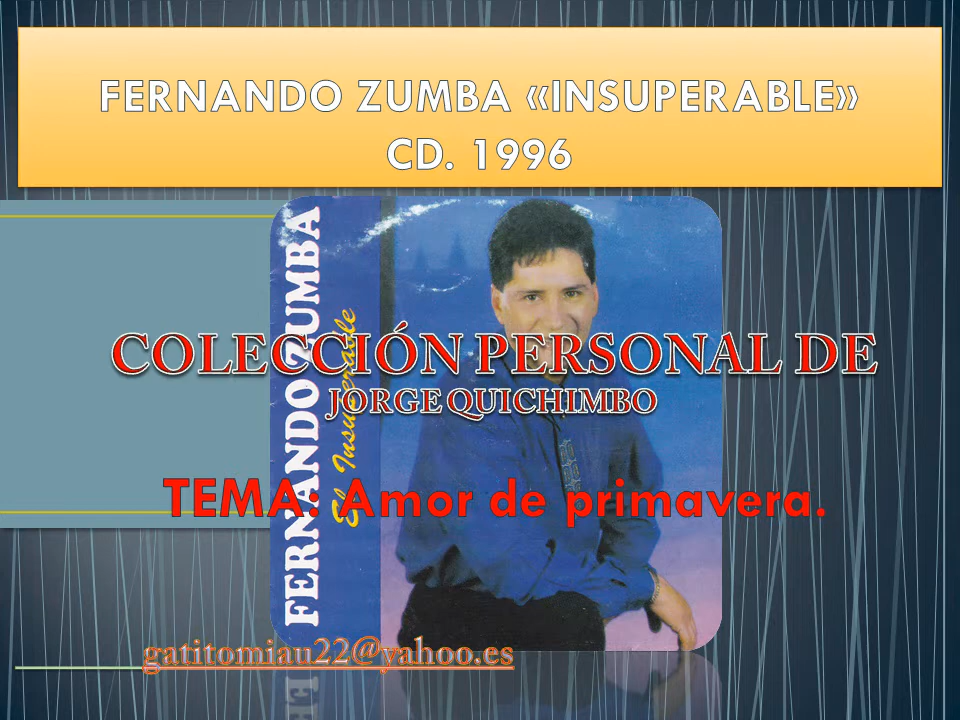 FERNANDO ZUMBA «INSUPERABLE»
CD. 1996
FERNANDO ZUMBA
El Insuperable
COLECCIÓN PERSONAL DE
JORGE QUICHIMBO
TEMA: Amor de primavera.
gatitomiau22@yahoo.es